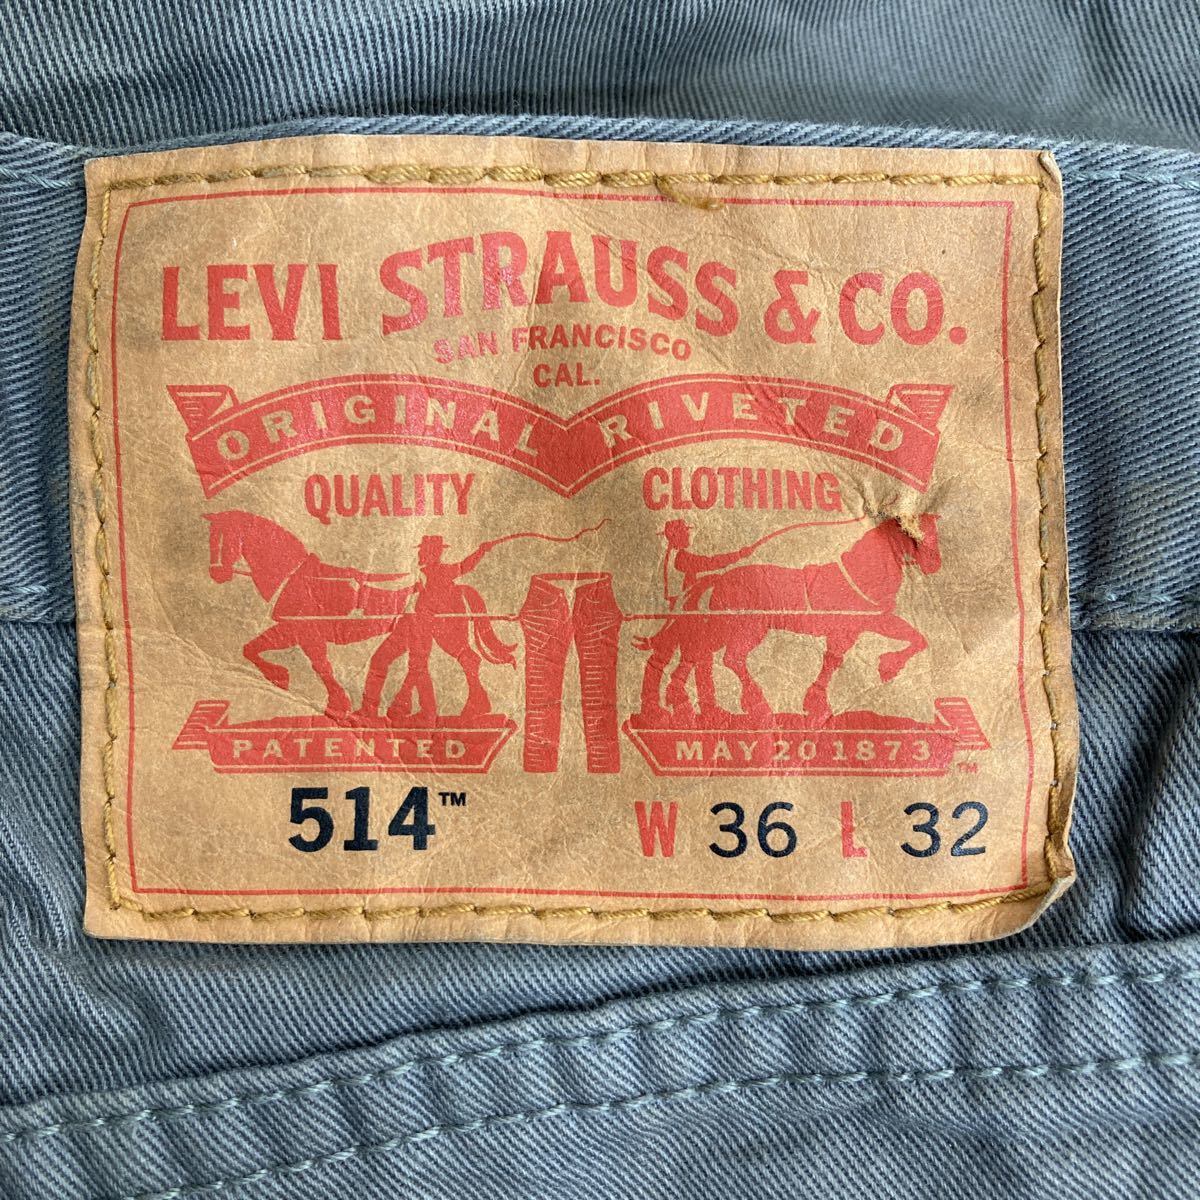 LEVI STRAUSS & CO.
SAN FRANCISCO
CAL.
ORIGINAL RIVETED
QUALITY CLOTHING
PATENTED MAY 20 1873 ™
514™ W 36 L 32